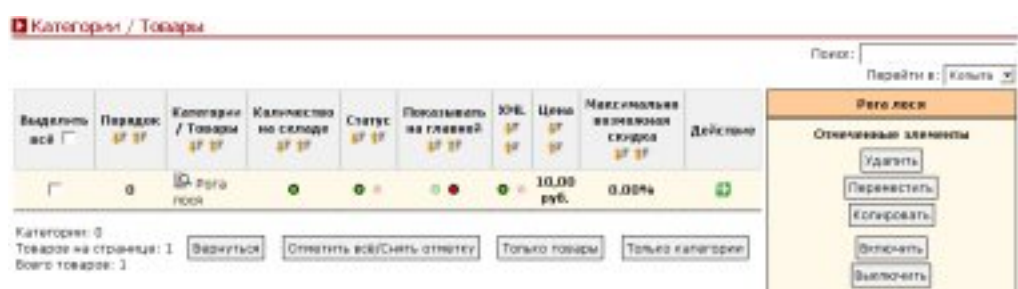 Категории / Товары
Поиск:
Перейти в: Копыта
Выделить всё
Порядок
Категории / Товары
Количество на складе
Статус
Показывать на главной
XML
Цена
Максимально возможная скидка
Действие
0
Рога лося
10,00 руб.
0.00%
Категории: 0
Товаров на странице: 1
Всего товаров: 1
Вернуться
Отметить всё/Снять отметку
Только товары
Только категории
Рога лося
Отмеченные элементы
Удалить
Переместить
Копировать
Включить
Выключить